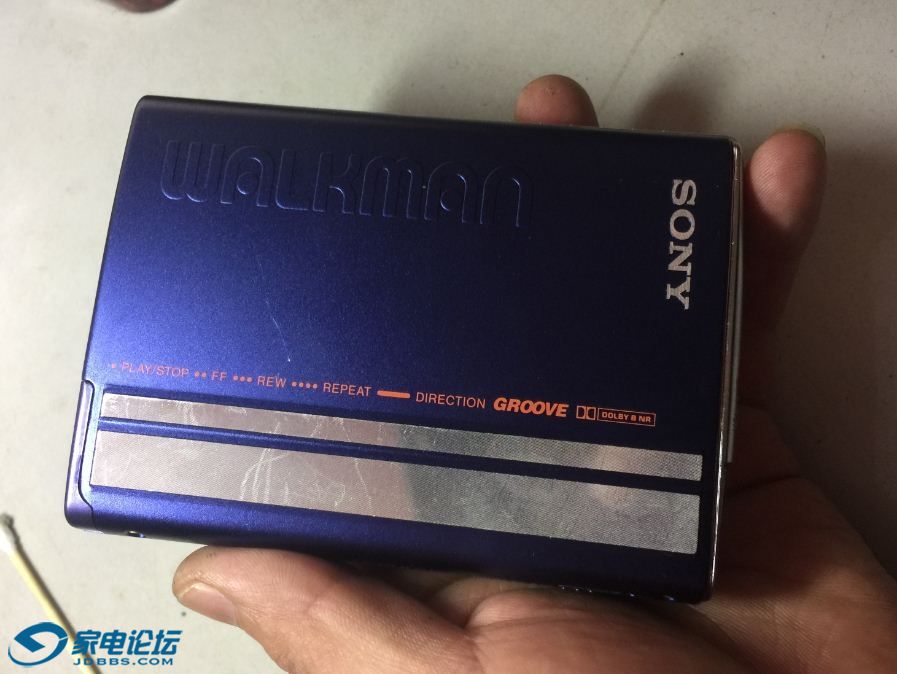 WALKMAN
SONY
• PLAY/STOP •• FF ••• REW •••• REPEAT ━ DIRECTION GROOVE DOLBY B NR
家电论坛
JDBBS.COM